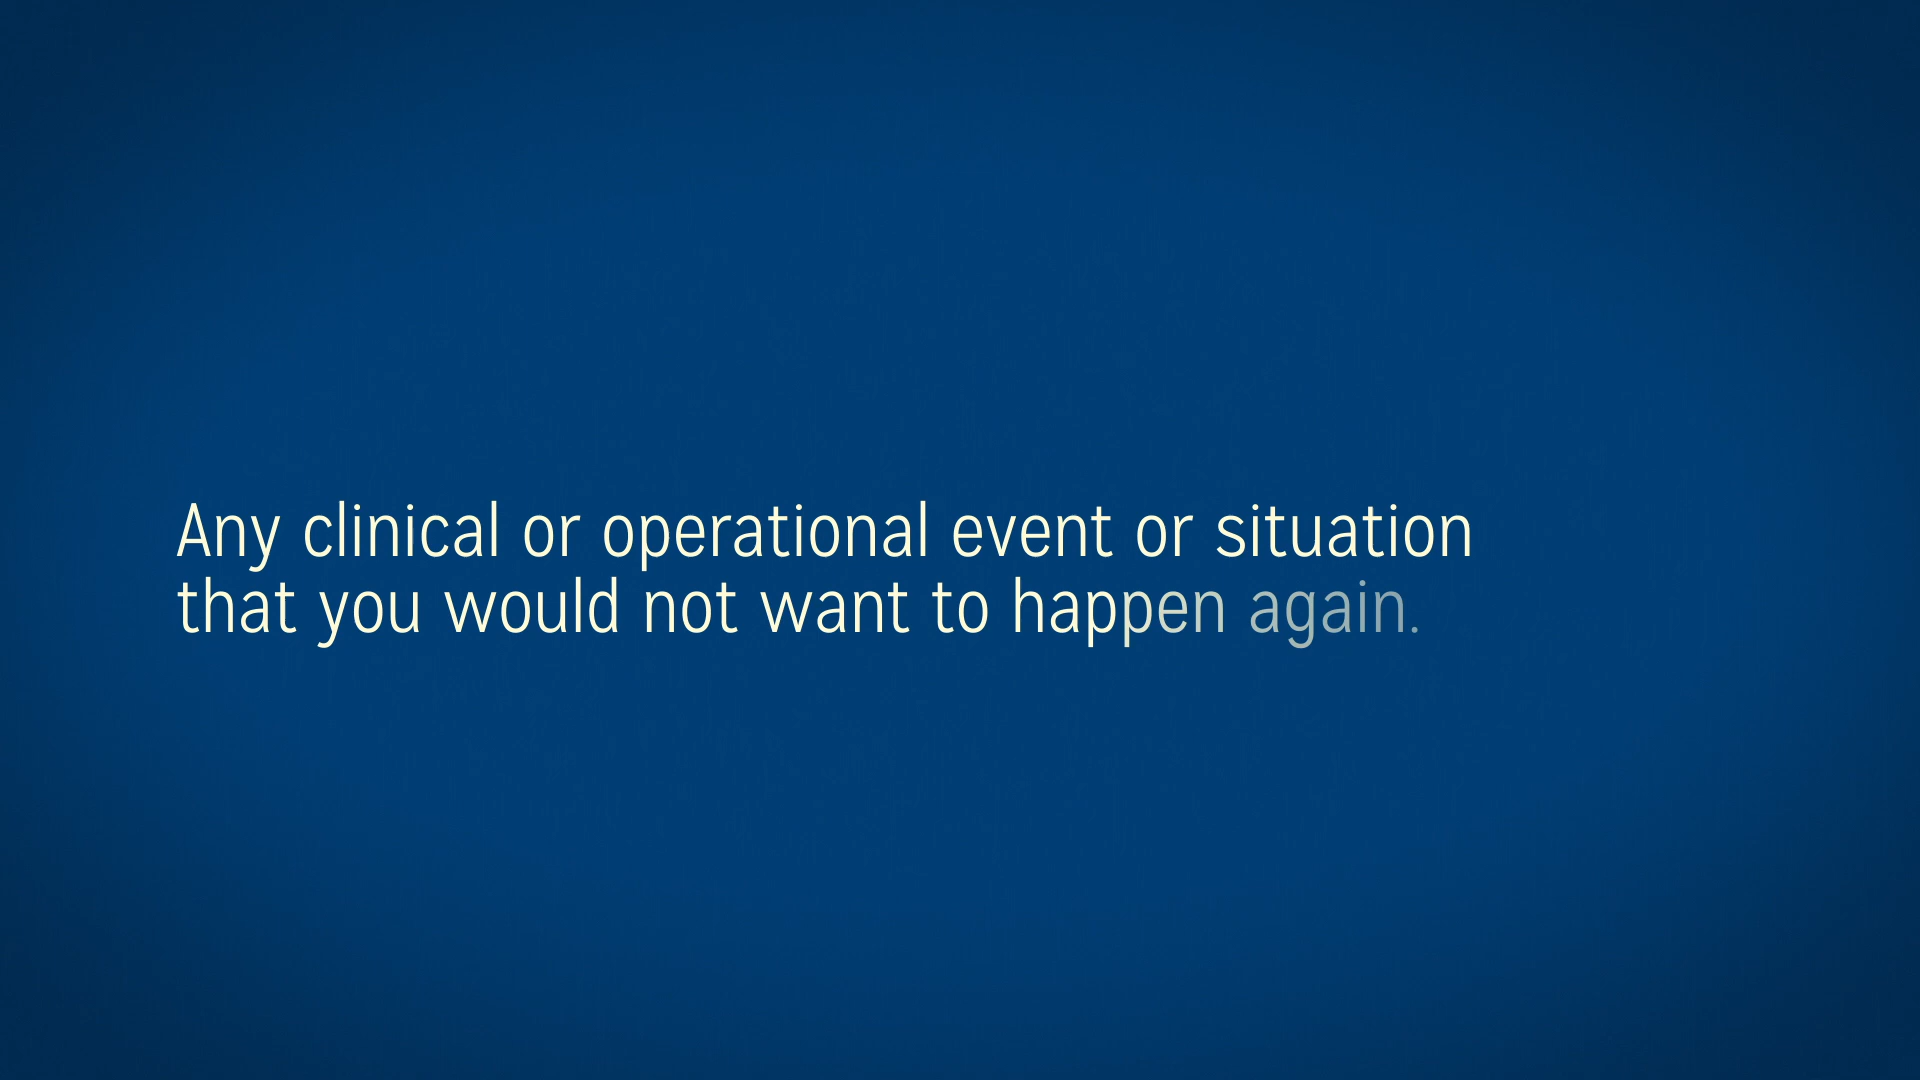 Any clinical or operational event or situation
that you would not want to happen again.